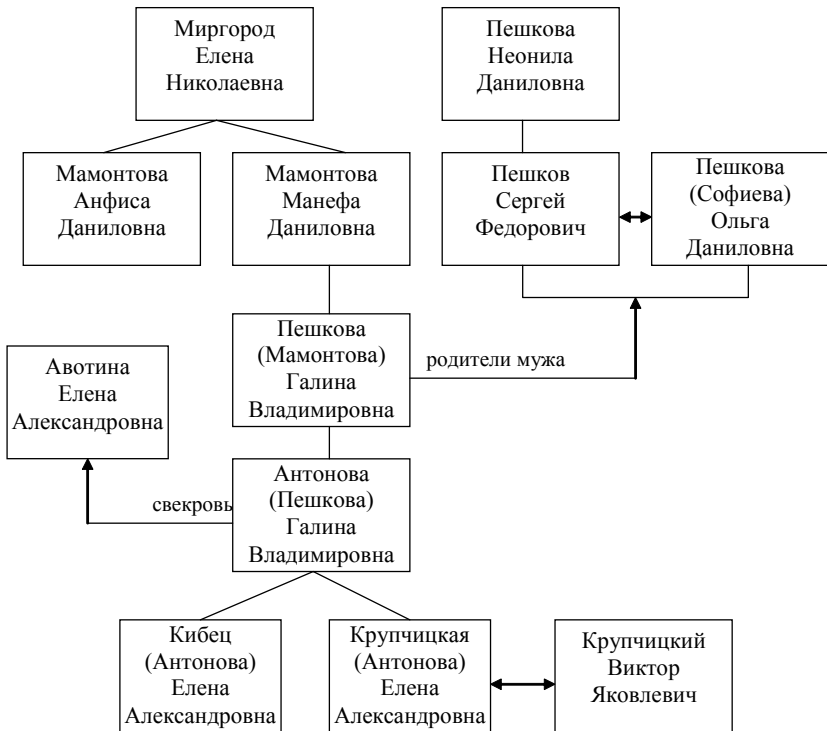 Миргород
Елена
Николаевна
Пешкова
Неонила
Даниловна
Мамонтова
Анфиса
Даниловна
Мамонтова
Манефа
Даниловна
Пешков
Сергей
Федорович
Пешкова
(Софиева)
Ольга
Даниловна
Пешкова
(Мамонтова)
Галина
Владимировна
родители мужа
Авотина
Елена
Александровна
Антонова
(Пешкова)
Галина
Владимировна
свекровь
Кибец
(Антонова)
Елена
Александровна
Крупчицкая
(Антонова)
Елена
Александровна
Крупчицкий
Виктор
Яковлевич